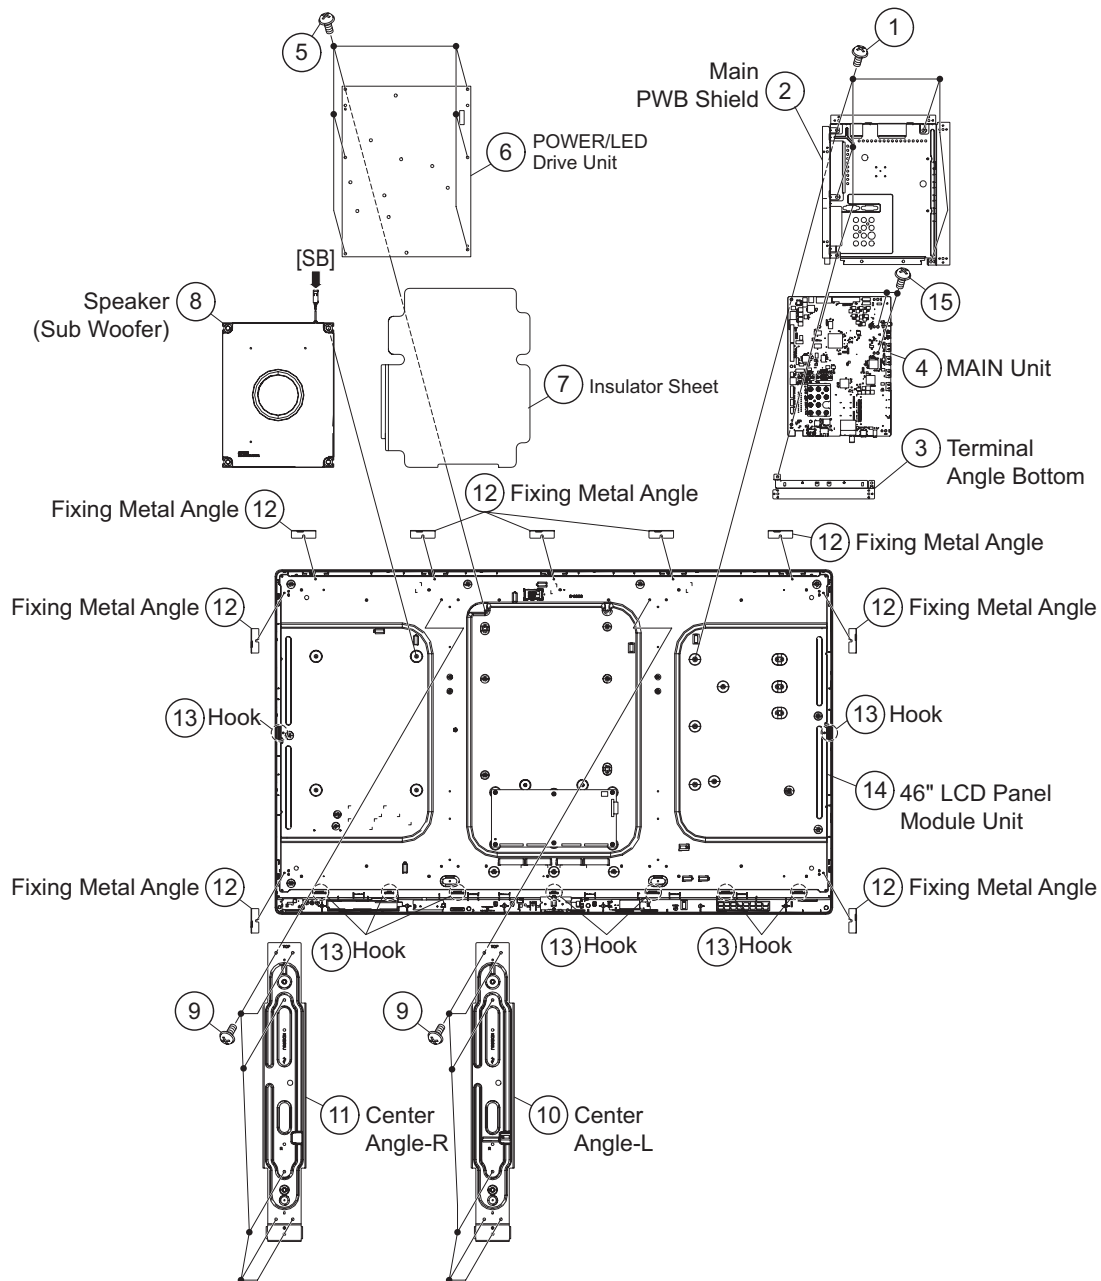 5
1
Main
PWB Shield
2
6
POWER/LED
Drive Unit
[SB]
Speaker
(Sub Woofer)
8
15
7
Insulator Sheet
4
MAIN Unit
3
Terminal
Angle Bottom
Fixing Metal Angle
12
12
Fixing Metal Angle
12
Fixing Metal Angle
Fixing Metal Angle
12
12
Fixing Metal Angle
13
Hook
13
Hook
14
46" LCD Panel
Module Unit
Fixing Metal Angle
12
12
Fixing Metal Angle
13
Hook
13
Hook
13
Hook
9
9
11
Center
Angle-R
10
Center
Angle-L